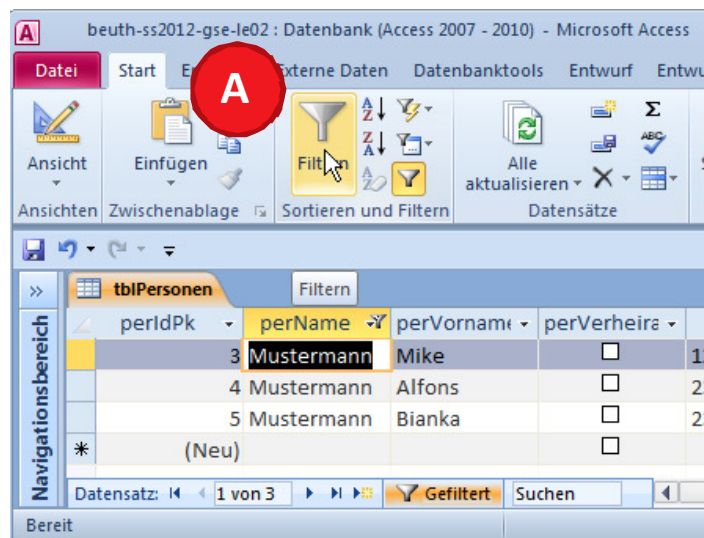 beuth-ss2012-gse-le02 : Datenbank (Access 2007 - 2010) - Microsoft Access
Datei Start Externe Daten Datenbanktools Entwurf
A
Ansicht Einfügen Filtern Alle aktualisieren
Ansichten Zwischenablage Sortieren und Filtern Datensätze
tblPersonen Filtern
perIdPk perName perVorname perVerheira
3 Mustermann Mike
4 Mustermann Alfons
5 Mustermann Bianka
(Neu)
Navigationsbereich
Datensatz: 1 von 3 Gefiltert Suchen
Bereit